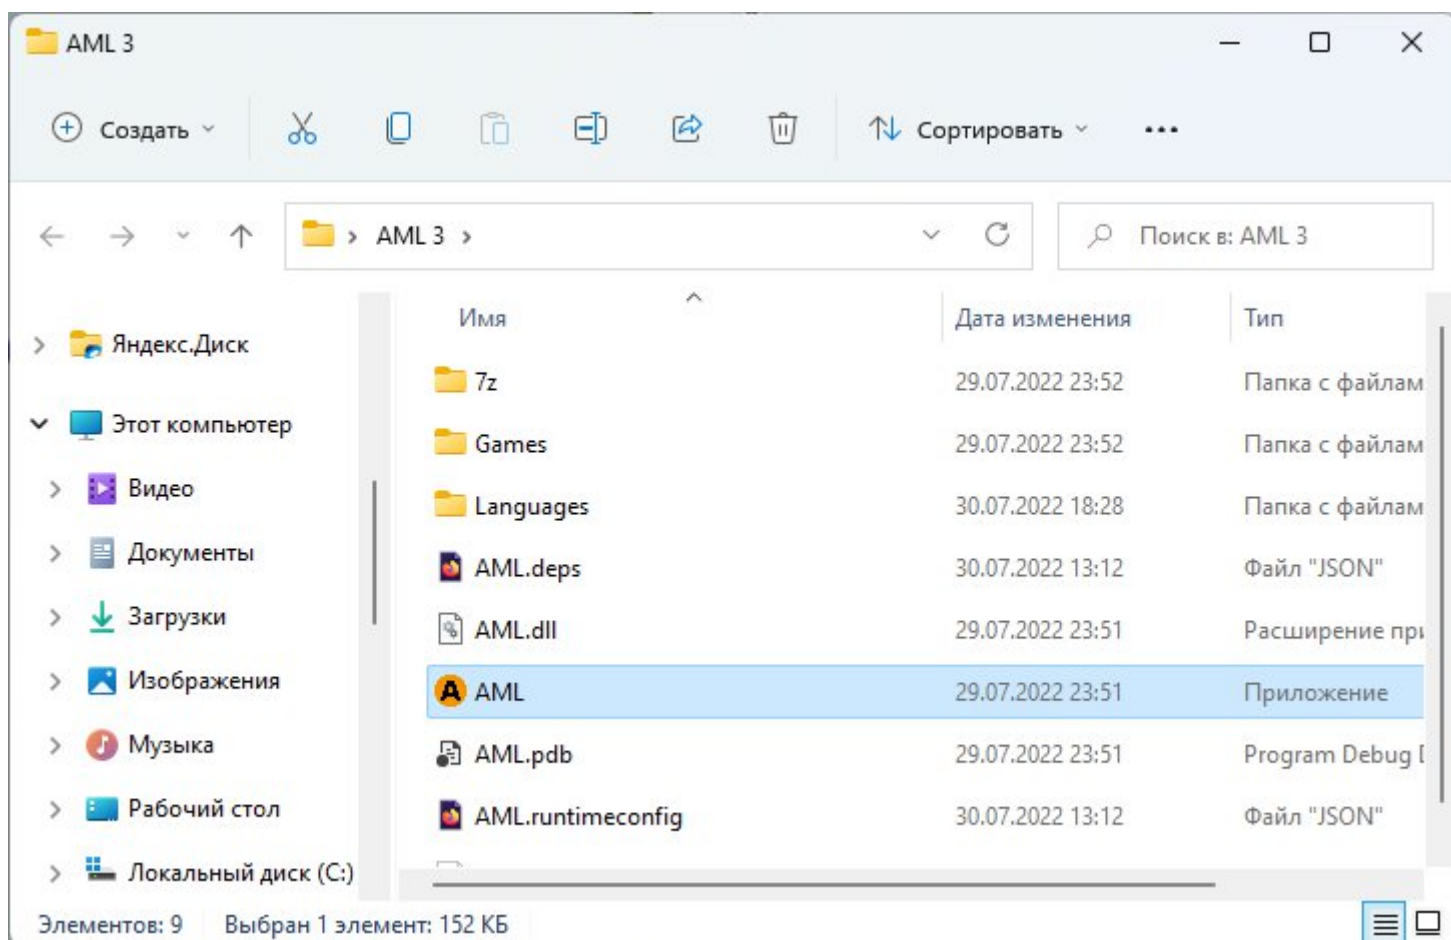 AML 3
Создать
Сортировать
AML 3
Поиск в: AML 3
Имя Дата изменения Тип
Яндекс.Диск
Этот компьютер
Видео
Документы
Загрузки
Изображения
Музыка
Рабочий стол
Локальный диск (C:)
7z 29.07.2022 23:52 Папка с файлам
Games 29.07.2022 23:52 Папка с файлам
Languages 30.07.2022 18:28 Папка с файлам
AML.deps 30.07.2022 13:12 Файл "JSON"
AML.dll 29.07.2022 23:51 Расширение при
AML 29.07.2022 23:51 Приложение
AML.pdb 29.07.2022 23:51 Program Debug D
AML.runtimeconfig 30.07.2022 13:12 Файл "JSON"
Элементов: 9 Выбран 1 элемент: 152 КБ